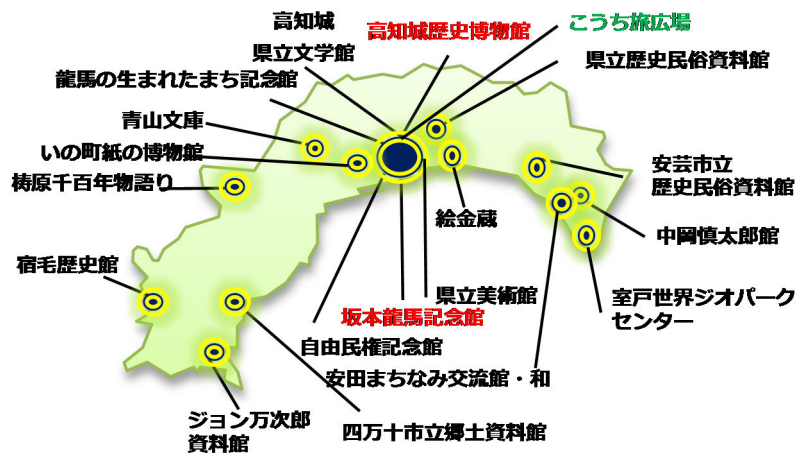 高知城
県立文学館
高知城歴史博物館
こうち旅広場
県立歴史民俗資料館
龍馬の生まれたまち記念館
青山文庫
いの町紙の博物館
梼原千百年物語り
安芸市立
歴史民俗資料館
絵金蔵
中岡慎太郎館
宿毛歴史館
県立美術館
室戸世界ジオパーク
センター
坂本龍馬記念館
自由民権記念館
安田まちなみ交流館・和
ジョン万次郎
資料館
四万十市立郷土資料館